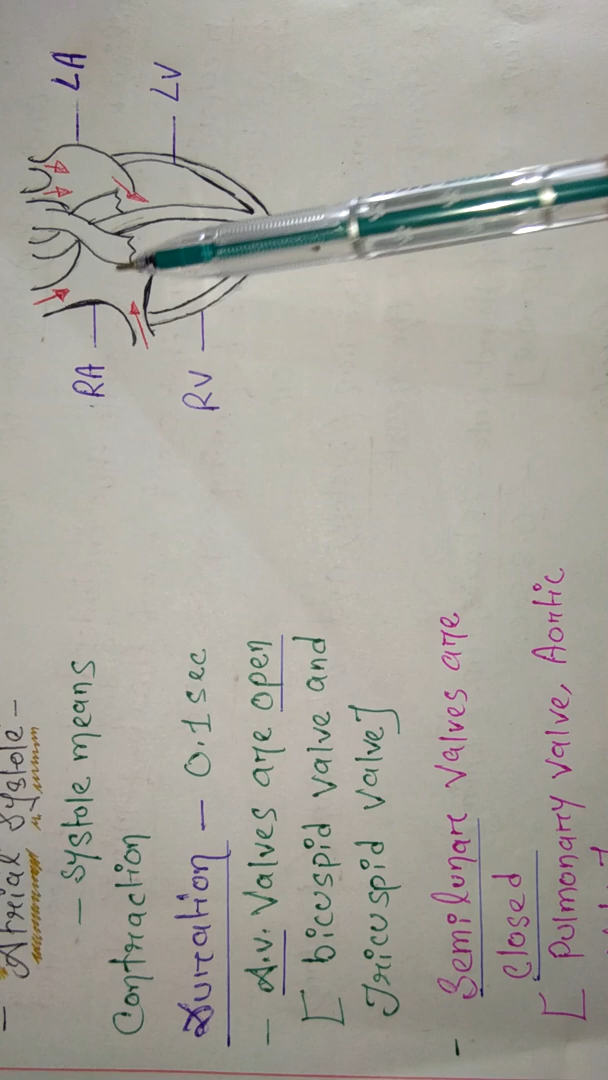 - Atrial Systole -
- Systole means
Contraction
Duration - 0.1 sec
- A.V. Valves are open
[ bicuspid valve and
Tricuspid valve]
- Semilunar Valves are
closed
[ Pulmonary valve, Aortic
LA
LV
RA
RV